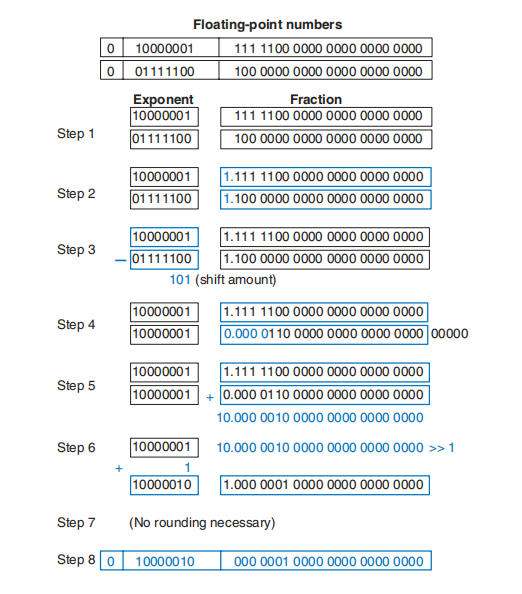 Floating-point numbers
0 10000001 111 1100 0000 0000 0000 0000
0 01111100 100 0000 0000 0000 0000 0000
Exponent Fraction
10000001 111 1100 0000 0000 0000 0000
Step 1
01111100 100 0000 0000 0000 0000 0000
10000001 1.111 1100 0000 0000 0000 0000
Step 2
01111100 1.100 0000 0000 0000 0000 0000
10000001 1.111 1100 0000 0000 0000 0000
Step 3
– 01111100 1.100 0000 0000 0000 0000 0000
101 (shift amount)
10000001 1.111 1100 0000 0000 0000 0000
Step 4
10000001 0.000 0110 0000 0000 0000 0000 00000
10000001 1.111 1100 0000 0000 0000 0000
Step 5
10000001 + 0.000 0110 0000 0000 0000 0000
10.000 0010 0000 0000 0000 0000
Step 6 10000001 10.000 0010 0000 0000 0000 0000 >> 1
+ 1
10000010 1.000 0001 0000 0000 0000 0000
Step 7 (No rounding necessary)
Step 8 0 10000010 000 0001 0000 0000 0000 0000